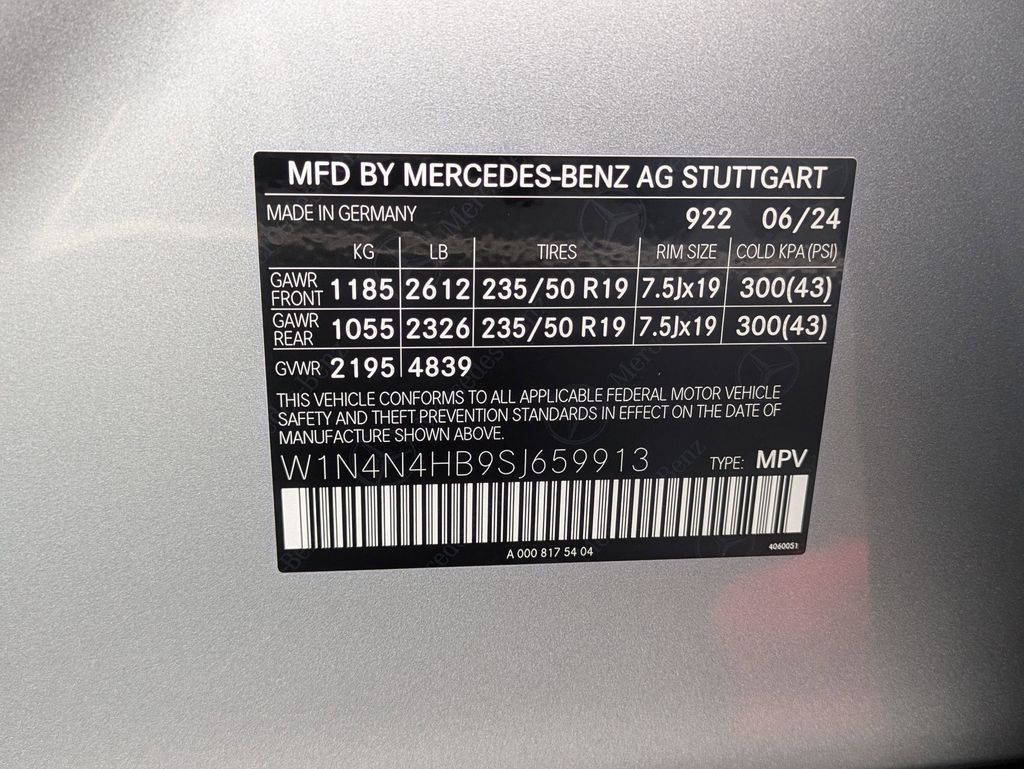 MFD BY MERCEDES-BENZ AG STUTTGART
MADE IN GERMANY 922 06/24
KG LB TIRES RIM SIZE COLD KPA (PSI)
GAWR FRONT 1185 2612 235/50 R19 7.5Jx19 300(43)
GAWR REAR 1055 2326 235/50 R19 7.5Jx19 300(43)
GVWR 2195 4839
THIS VEHICLE CONFORMS TO ALL APPLICABLE FEDERAL MOTOR VEHICLE
SAFETY AND THEFT PREVENTION STANDARDS IN EFFECT ON THE DATE OF
MANUFACTURE SHOWN ABOVE.
W1N4N4HB9SJ659913 TYPE: MPV
A 000 817 54 04 4060051